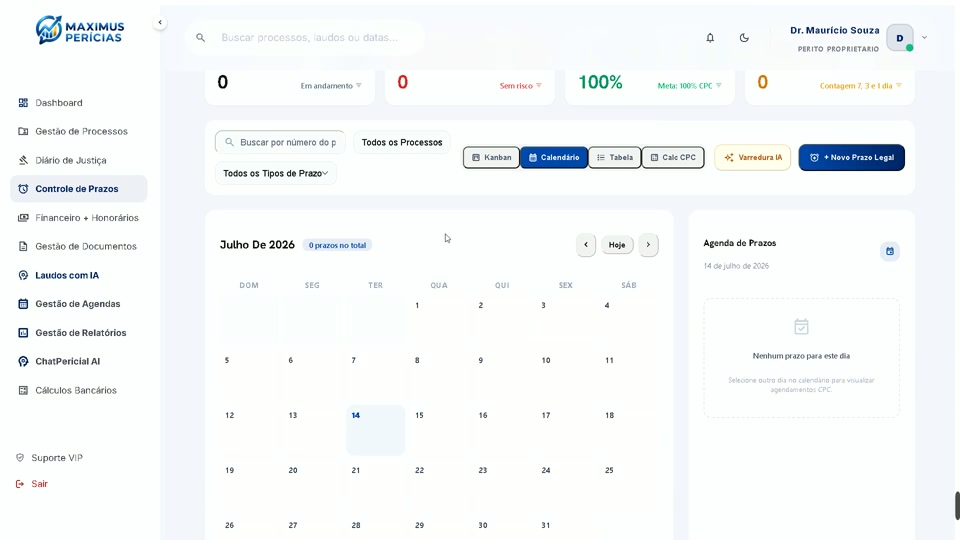 MAXIMUS
PERÍCIAS
Buscar processos, laudos ou datas...
Dr. Maurício Souza
PERITO PROPRIETARIO
D
Dashboard
Gestão de Processos
Diário de Justiça
Controle de Prazos
Financeiro + Honorários
Gestão de Documentos
Laudos com IA
Gestão de Agendas
Gestão de Relatórios
ChatPericial AI
Cálculos Bancários
Suporte VIP
Sair
0 Em andamento
0 Sem risco
100% Meta: 100% CPC
0 Contagem 7, 3 e 1 dia
Buscar por número do p
Todos os Processos
Todos os Tipos de Prazo
Kanban
Calendário
Tabela
Calc CPC
Varredura IA
+ Novo Prazo Legal
Julho De 2026 0 prazos no total
Hoje
DOM SEG TER QUA QUI SEX SÁB
1 2 3 4
5 6 7 8 9 10 11
12 13 14 15 16 17 18
19 20 21 22 23 24 25
26 27 28 29 30 31
Agenda de Prazos
14 de julho de 2026
Nenhum prazo para este dia
Selecione outro dia no calendário para visualizar
agendamentos CPC.